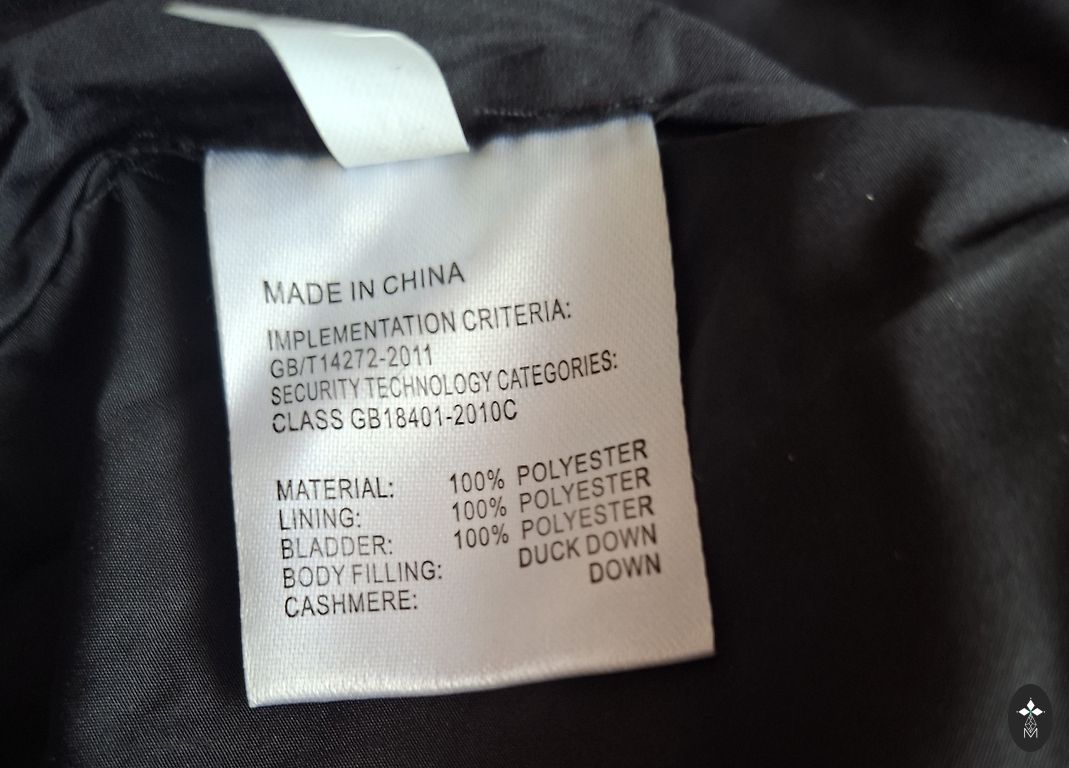 MADE IN CHINA
IMPLEMENTATION CRITERIA:
GB/T14272-2011
SECURITY TECHNOLOGY CATEGORIES:
CLASS GB18401-2010C
MATERIAL: 100% POLYESTER
LINING: 100% POLYESTER
BLADDER: 100% POLYESTER
BODY FILLING: DUCK DOWN
CASHMERE: DOWN
M